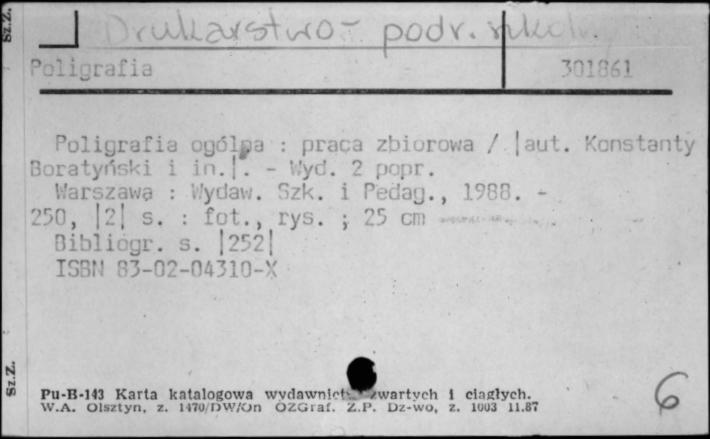 Sz.Z.
Drukarstwo - podr. szkolny
Poligrafia 301861
Poligrafia ogólna : praca zbiorowa / |aut. Konstanty
Boratyński i in.|. - Wyd. 2 popr.
Warszawa : Wydaw. Szk. i Pedag., 1988. -
250, |2| s. : fot., rys. ; 25 cm
Bibliogr. s. |252|
ISBN 83-02-04310-X
Sz.Z.
Pu-B-143 Karta katalogowa wydawnictw zwartych i ciągłych.
W.A. Olsztyn, z. 1470/DW/On OZGraf. Z.P. Dz-wo, z. 1003 11.87
6